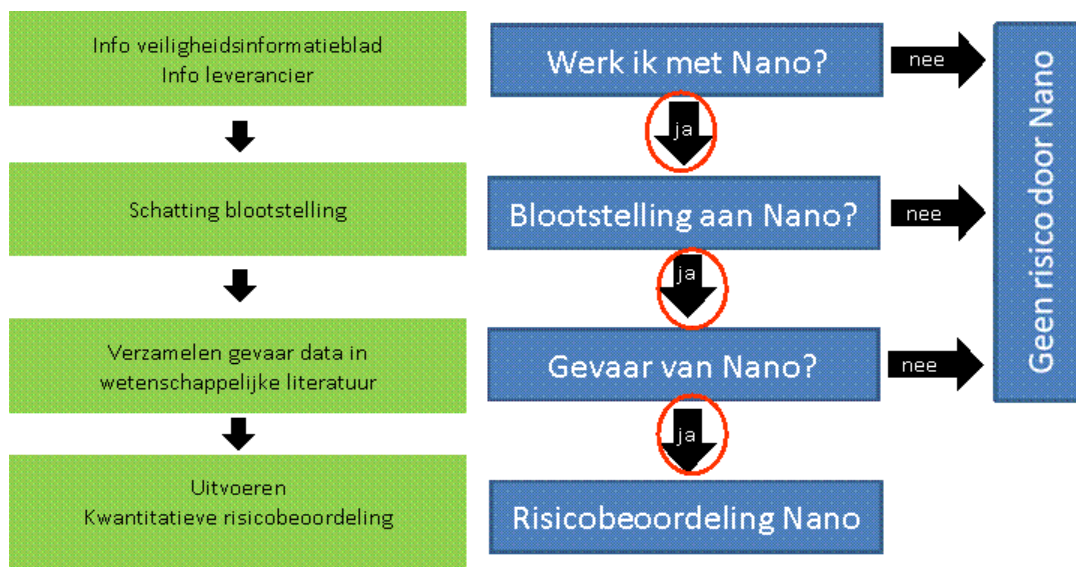 Info veiligheidsinformatieblad
Info leverancier
Schatting blootstelling
Verzamelen gevaar data in
wetenschappelijke literatuur
Uitvoeren
Kwantitatieve risicobeoordeling
Werk ik met Nano?
nee
ja
Blootstelling aan Nano?
nee
ja
Gevaar van Nano?
nee
ja
Risicobeoordeling Nano
Geen risico door Nano